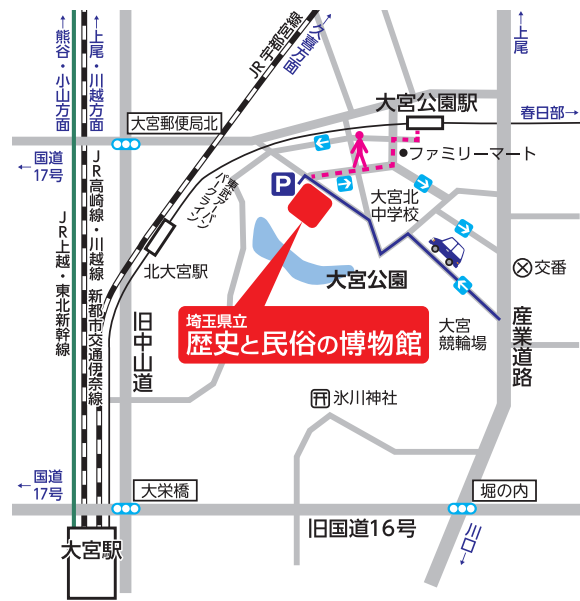 ←熊谷・小山方面
←上尾・川越方面
JR宇都宮線
久喜方面
↑上尾
大宮公園駅
春日部→
大宮郵便局北
国道
17号
ファミリーマート
東武アーバン
パークライン
P
大宮北
中学校
JR高崎線・川越線
JR上越・東北新幹線
新都市交通伊奈線
北大宮駅
旧中山道
大宮公園
交番
埼玉県立
歴史と民俗の博物館
大宮
競輪場
産業道路
氷川神社
国道
17号
大栄橋
堀の内
旧国道16号
川口→
大宮駅